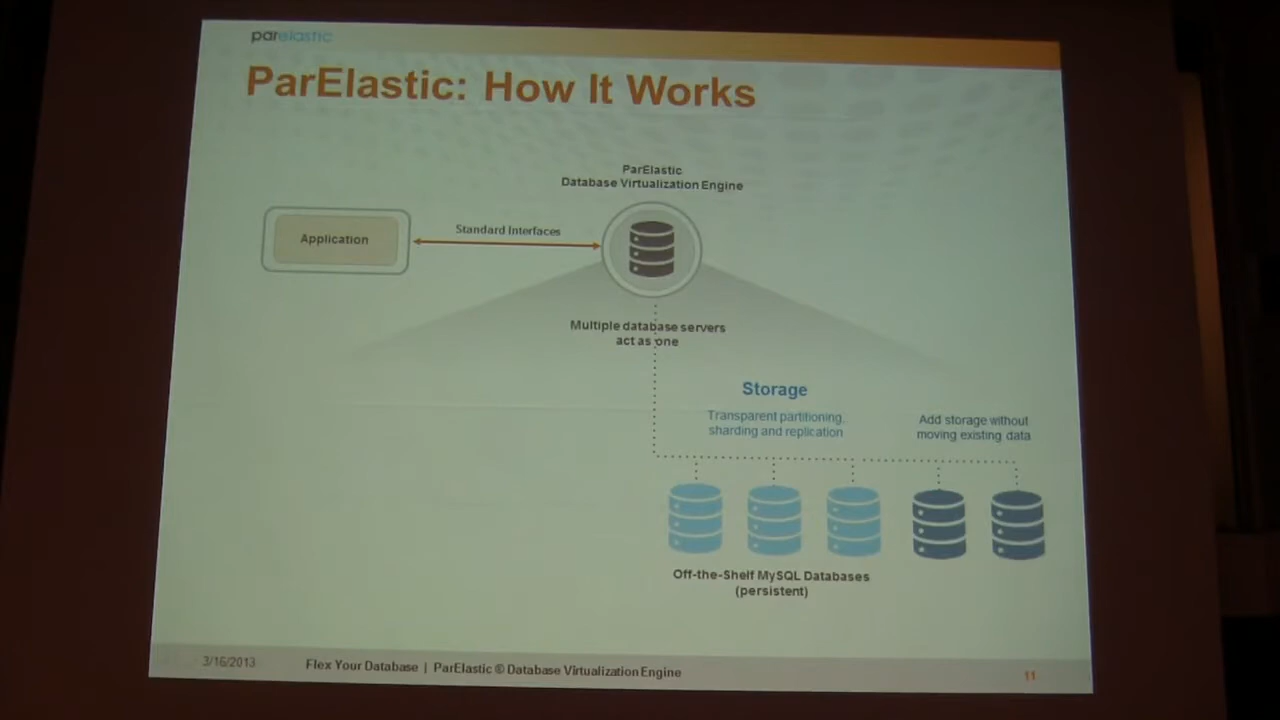 parelastic
ParElastic: How It Works
ParElastic
Database Virtualization Engine
Application
Standard Interfaces
Multiple database servers
act as one
Storage
Transparent partitioning,
sharding and replication
Add storage without
moving existing data
Off-the-Shelf MySQL Databases
(persistent)
3/16/2013
Flex Your Database | ParElastic © Database Virtualization Engine
11